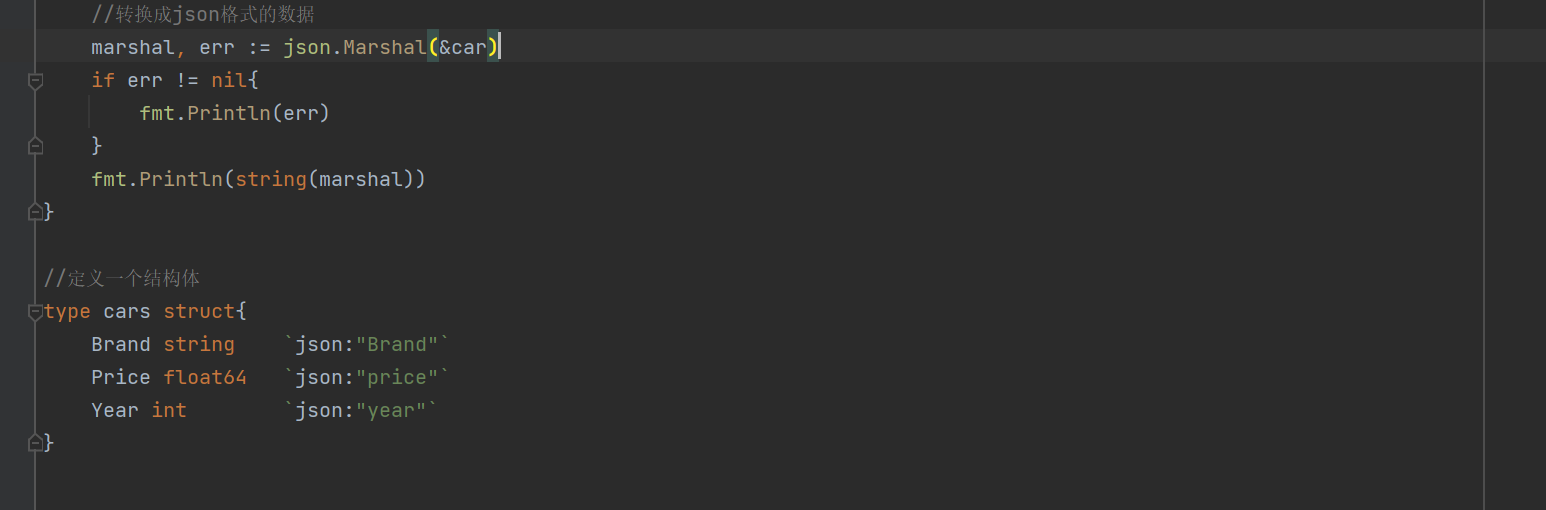 //转换成json格式的数据
marshal, err := json.Marshal(&car)
if err != nil{
fmt.Println(err)
}
fmt.Println(string(marshal))
}
//定义一个结构体
type cars struct{
Brand string `json:"Brand"`
Price float64 `json:"price"`
Year int `json:"year"`
}